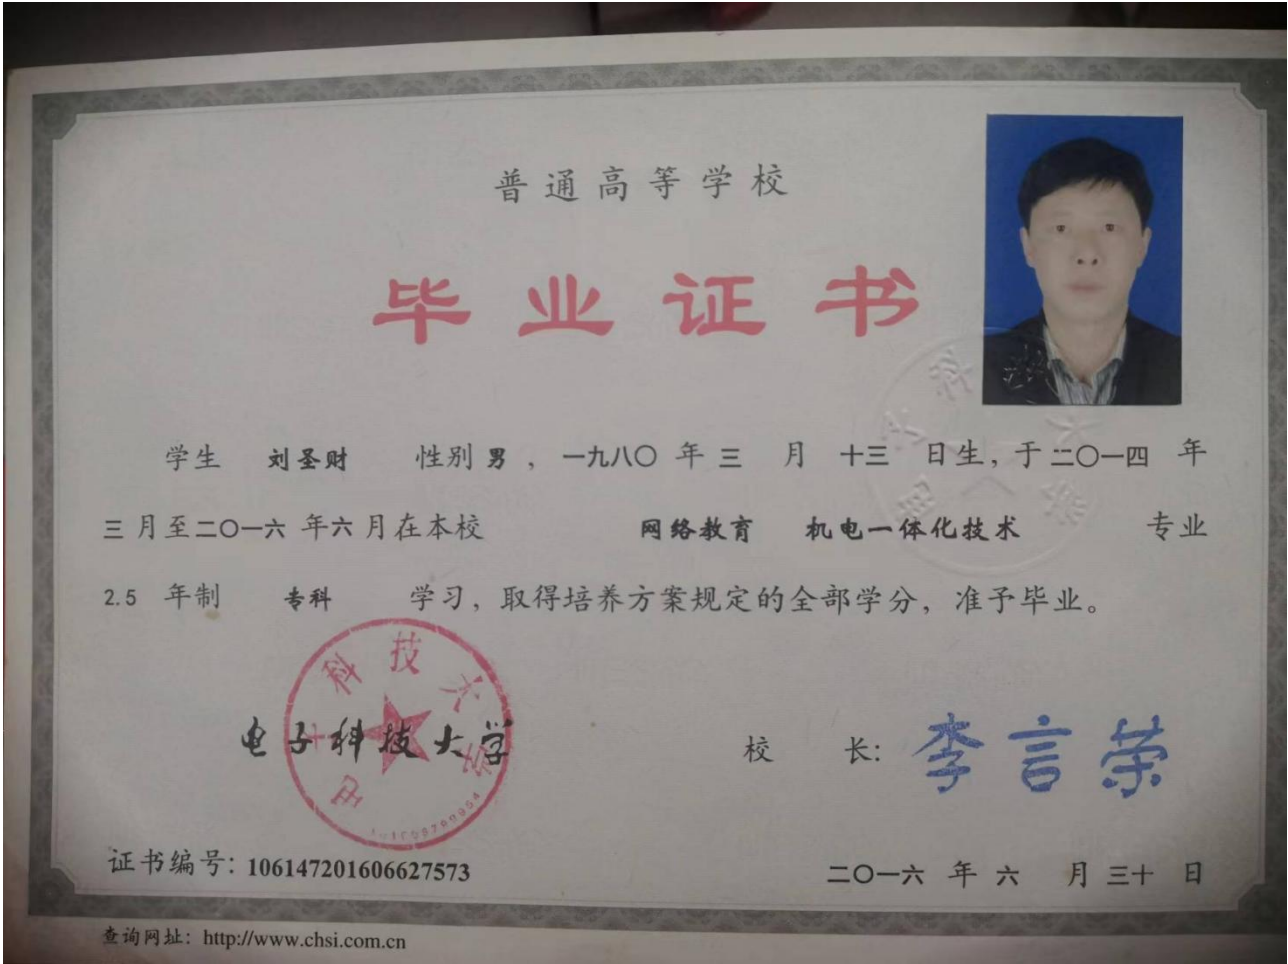 普通高等学校
毕业证书
学生 刘圣财 性别 男 ，一九八〇 年 三 月 十三 日生，于二〇一四 年
三 月至二〇一六 年六 月在本校 网络教育 机电一体化技术 专业
2.5 年制 专科 学习，取得培养方案规定的全部学分，准予毕业。
电子科技大学
电子科技大学
校 长：李言荣
证书编号：106147201606627573
二〇一六 年 六 月 三十 日
查询网址：http://www.chsi.com.cn